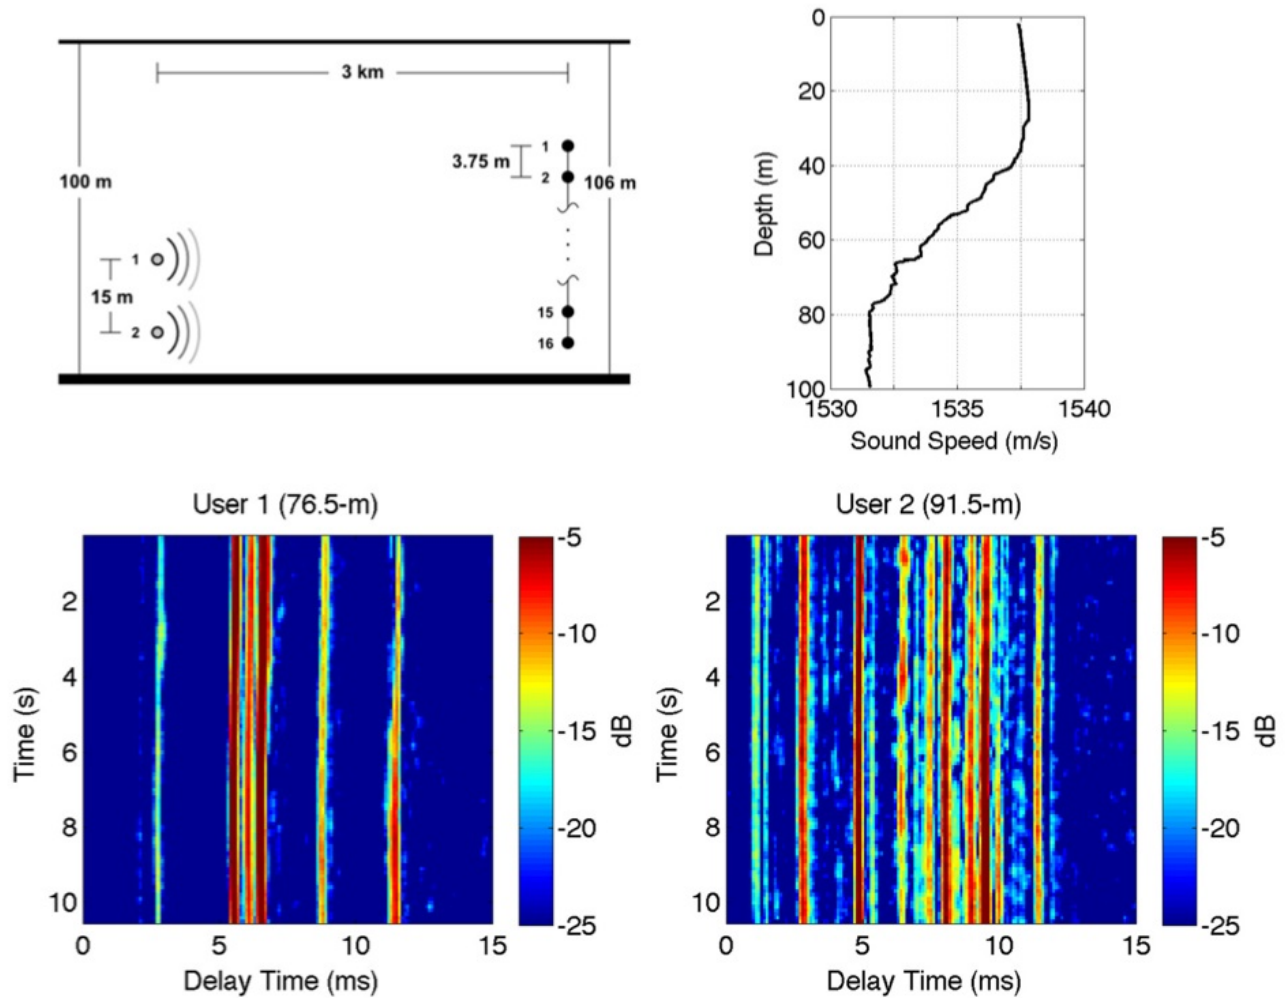 3 km
1
3.75 m
2
100 m
106 m
1
15 m
2
15
16
0
20
40
60
80
100
Depth (m)
1530
1535
1540
Sound Speed (m/s)
User 1 (76.5-m)
2
4
6
8
10
Time (s)
0
5
10
15
Delay Time (ms)
-5
-10
-15
-20
-25
dB
User 2 (91.5-m)
2
4
6
8
10
Time (s)
0
5
10
15
Delay Time (ms)
-5
-10
-15
-20
-25
dB